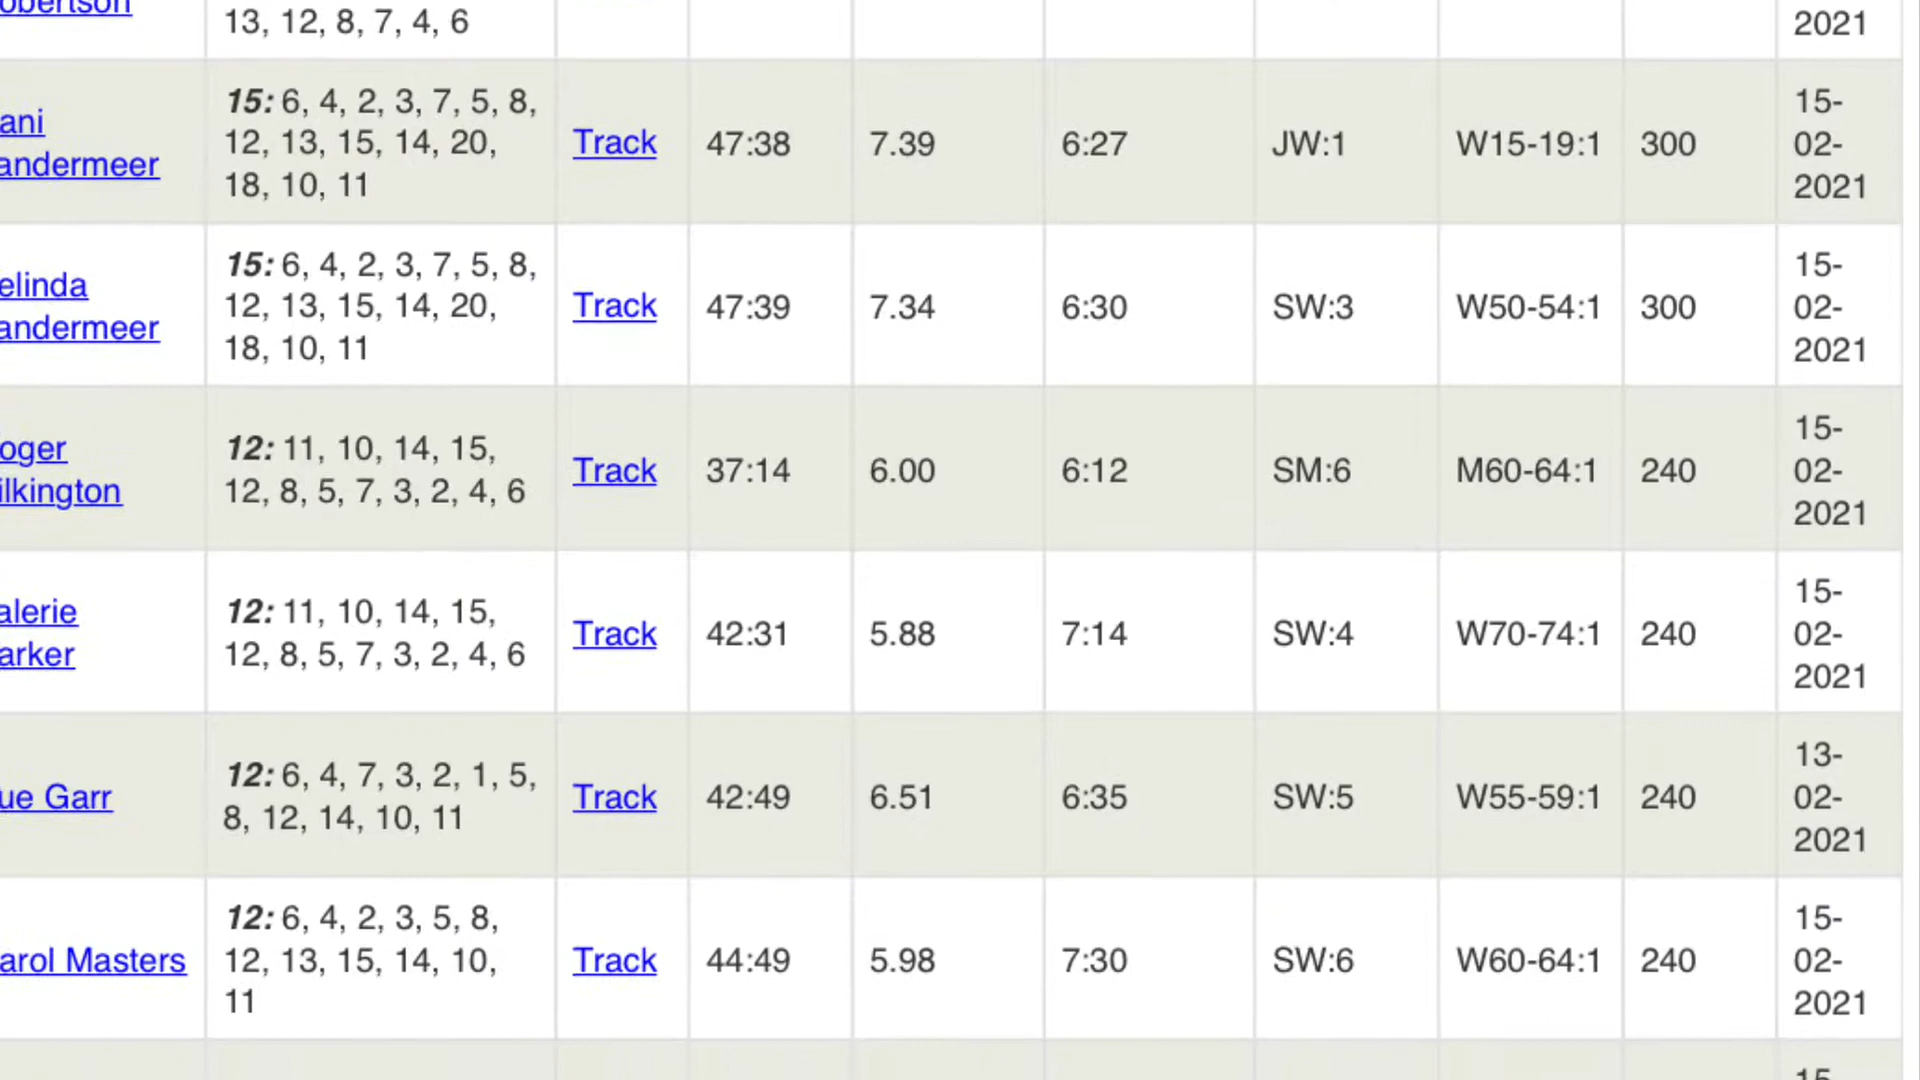 obertson
13, 12, 8, 7, 4, 6
2021
ani
andermeer
15: 6, 4, 2, 3, 7, 5, 8,
12, 13, 15, 14, 20,
18, 10, 11
Track
47:38
7.39
6:27
JW:1
W15-19:1
300
15-
02-
2021
elinda
andermeer
15: 6, 4, 2, 3, 7, 5, 8,
12, 13, 15, 14, 20,
18, 10, 11
Track
47:39
7.34
6:30
SW:3
W50-54:1
300
15-
02-
2021
oger
ilkington
12: 11, 10, 14, 15,
12, 8, 5, 7, 3, 2, 4, 6
Track
37:14
6.00
6:12
SM:6
M60-64:1
240
15-
02-
2021
alerie
arker
12: 11, 10, 14, 15,
12, 8, 5, 7, 3, 2, 4, 6
Track
42:31
5.88
7:14
SW:4
W70-74:1
240
15-
02-
2021
ue Garr
12: 6, 4, 7, 3, 2, 1, 5,
8, 12, 14, 10, 11
Track
42:49
6.51
6:35
SW:5
W55-59:1
240
13-
02-
2021
arol Masters
12: 6, 4, 2, 3, 5, 8,
12, 13, 15, 14, 10,
11
Track
44:49
5.98
7:30
SW:6
W60-64:1
240
15-
02-
2021
15-